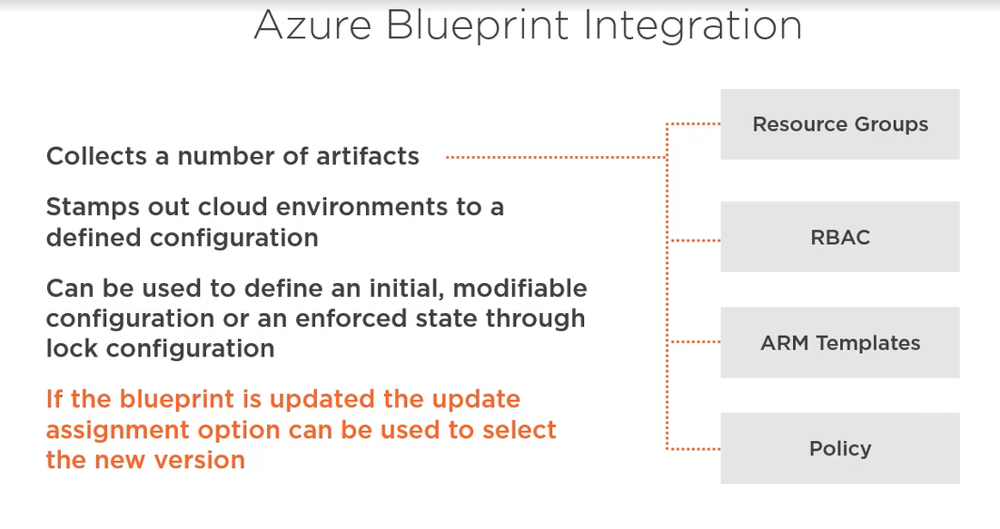 Azure Blueprint Integration
Collects a number of artifacts
Stamps out cloud environments to a
defined configuration
Can be used to define an initial, modifiable
configuration or an enforced state through
lock configuration
If the blueprint is updated the update
assignment option can be used to select
the new version
Resource Groups
RBAC
ARM Templates
Policy